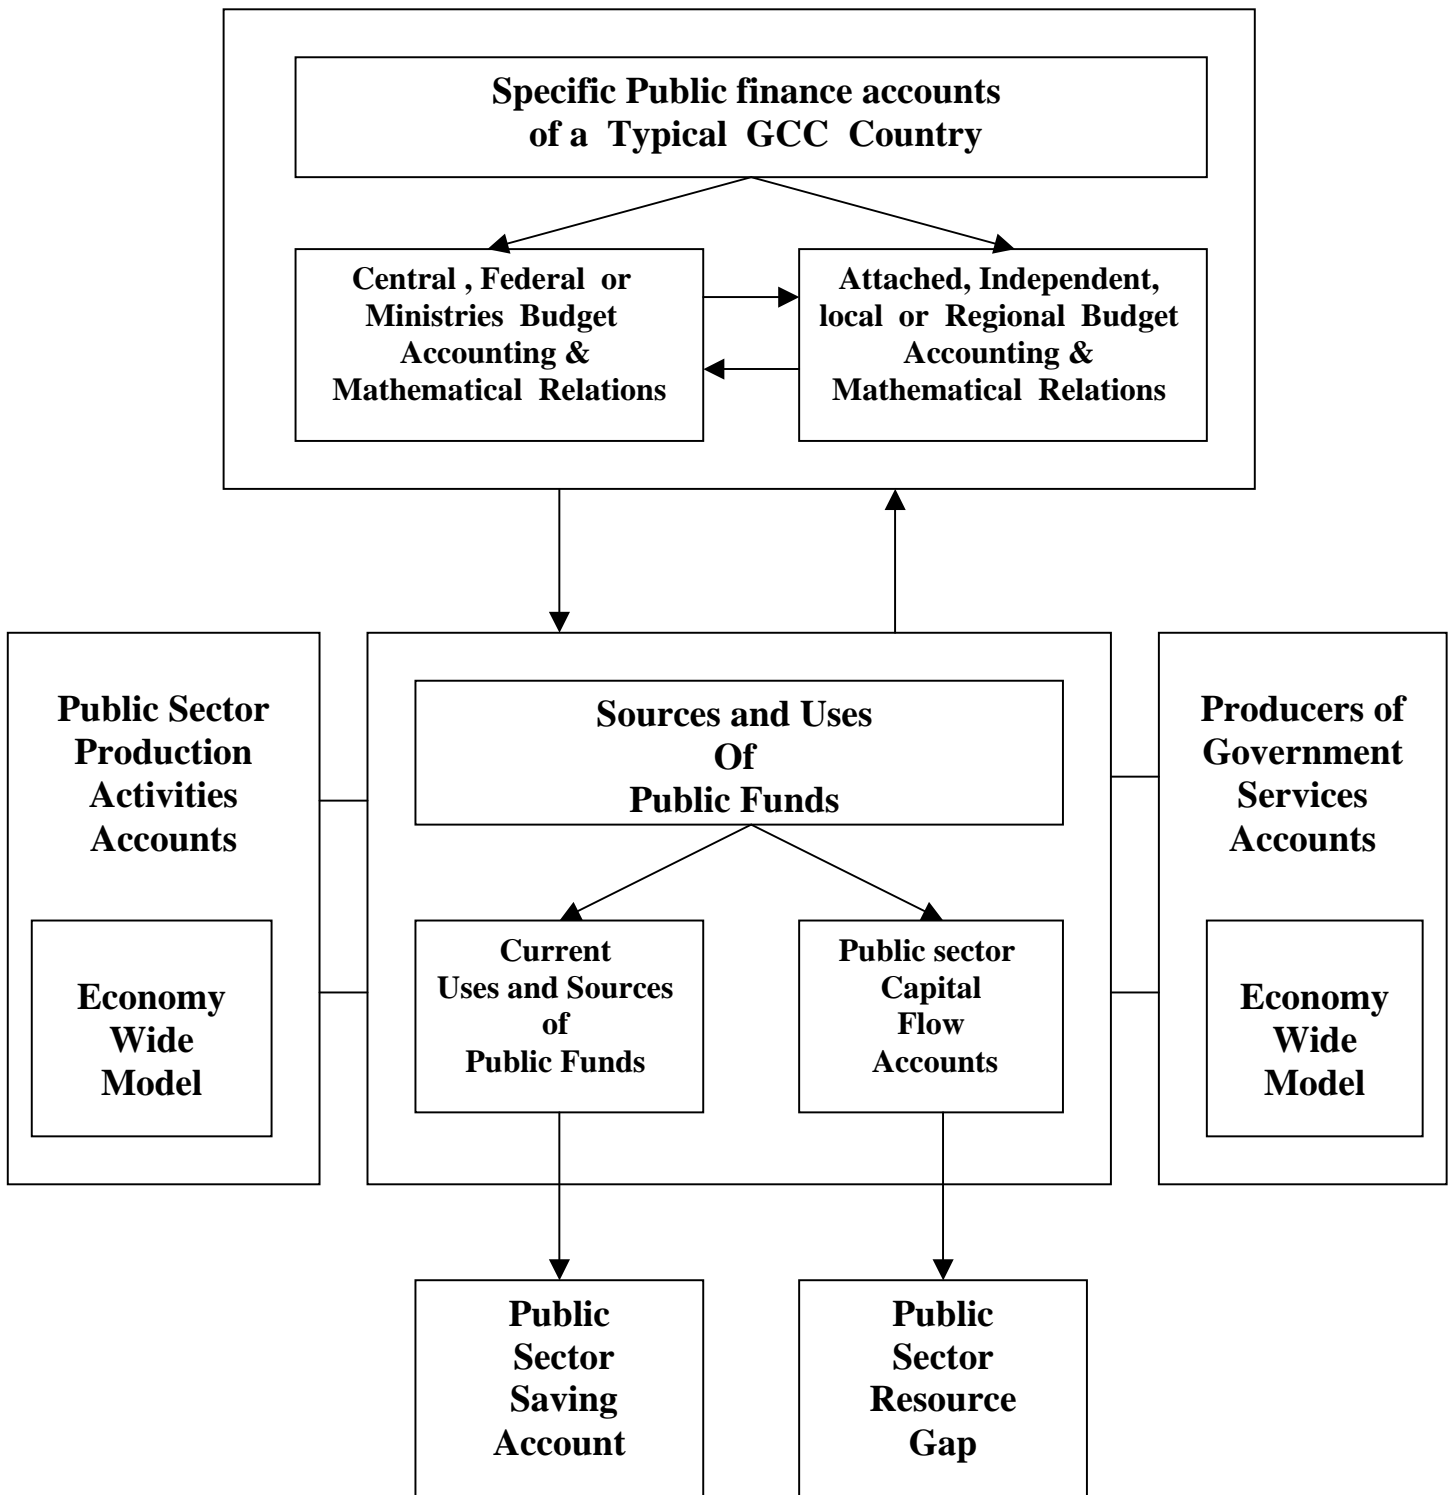 Specific Public finance accounts
of a Typical GCC Country
Central , Federal or
Ministries Budget
Accounting &
Mathematical Relations
Attached, Independent,
local or Regional Budget
Accounting &
Mathematical Relations
Public Sector
Production
Activities
Accounts
Economy
Wide
Model
Sources and Uses
Of
Public Funds
Current
Uses and Sources
of
Public Funds
Public sector
Capital
Flow
Accounts
Producers of
Government
Services
Accounts
Economy
Wide
Model
Public
Sector
Saving
Account
Public
Sector
Resource
Gap